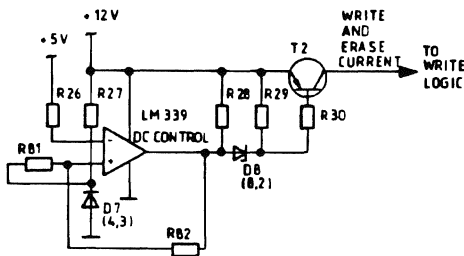 +12V
+5V
R26
R27
LM 339
DC CONTROL
R81
D7
(4,3)
R82
R28
R29
D8
(8,2)
T2
R30
WRITE
AND
ERASE
CURRENT
TO
WRITE
LOGIC
-
+